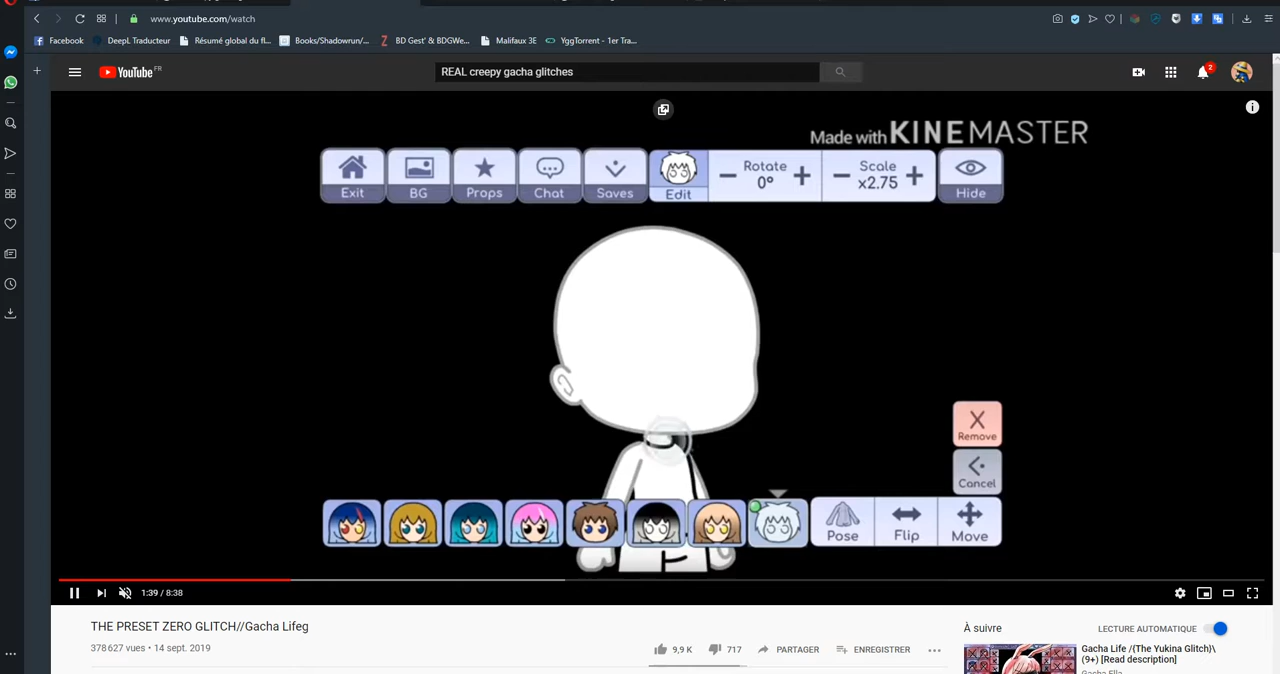 www.youtube.com/watch
Facebook DeepL Traducteur Résumé global du fl... Books/Shadowrun/... BD Gest' & BDGWe... Malifaux 3E YggTorrent - 1er Tra...
YouTube FR REAL creepy gacha glitches 2
Made with KINEMASTER
Exit BG Props Chat Saves Edit Rotate 0° Scale x2.75 Hide
X Remove
Cancel
Pose Flip Move
1:39 / 8:38
THE PRESET ZERO GLITCH//Gacha Lifeg
378 627 vues • 14 sept. 2019
9,9 K 717 PARTAGER ENREGISTRER
À suivre LECTURE AUTOMATIQUE
Gacha Life /{The Yukina Glitch}\
(9+) [Read description]